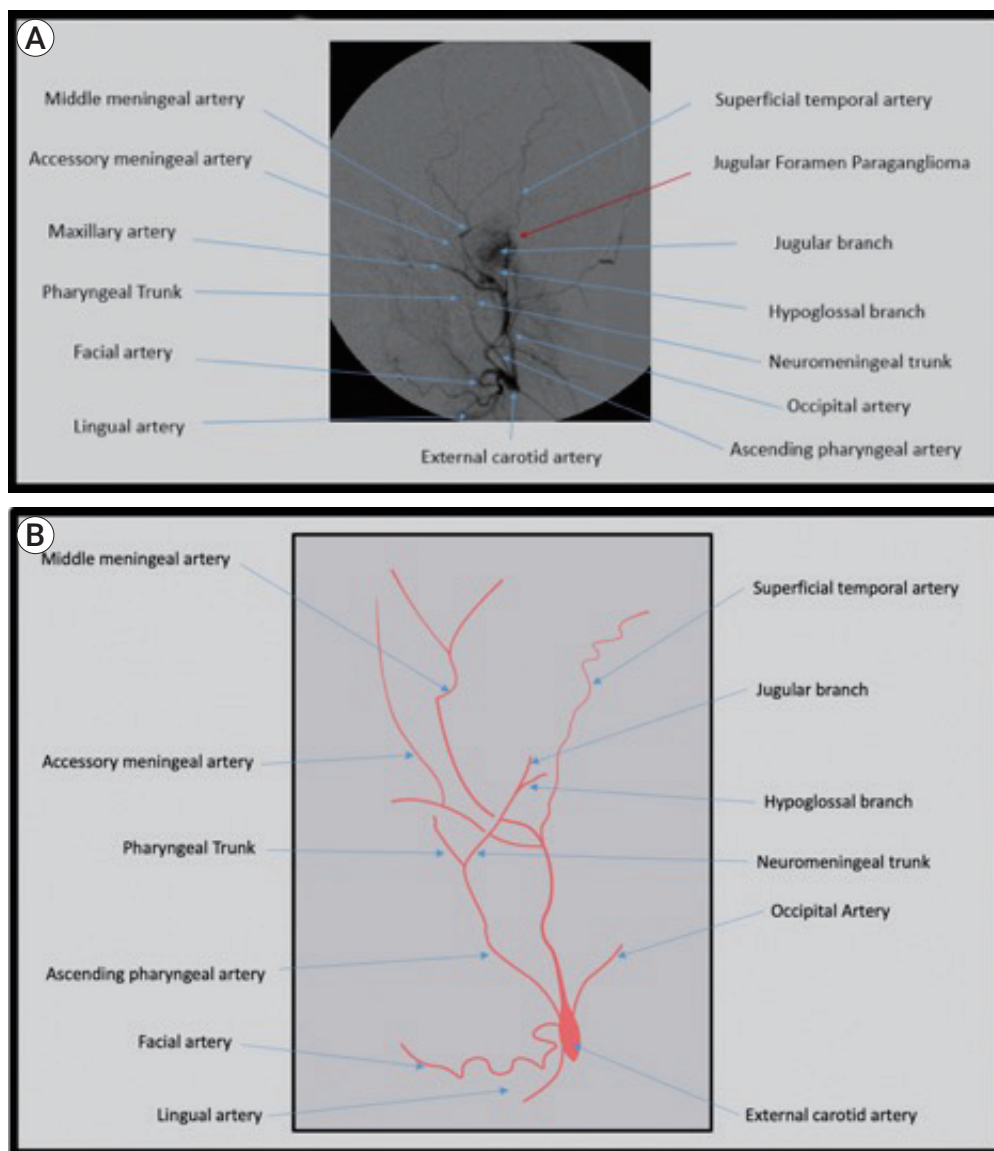 A
Middle meningeal artery
Accessory meningeal artery
Maxillary artery
Pharyngeal Trunk
Facial artery
Lingual artery
External carotid artery
Superficial temporal artery
Jugular Foramen Paraganglioma
Jugular branch
Hypoglossal branch
Neuromeningeal trunk
Occipital artery
Ascending pharyngeal artery
B
Middle meningeal artery
Accessory meningeal artery
Pharyngeal Trunk
Ascending pharyngeal artery
Facial artery
Lingual artery
Superficial temporal artery
Jugular branch
Hypoglossal branch
Neuromeningeal trunk
Occipital Artery
External carotid artery